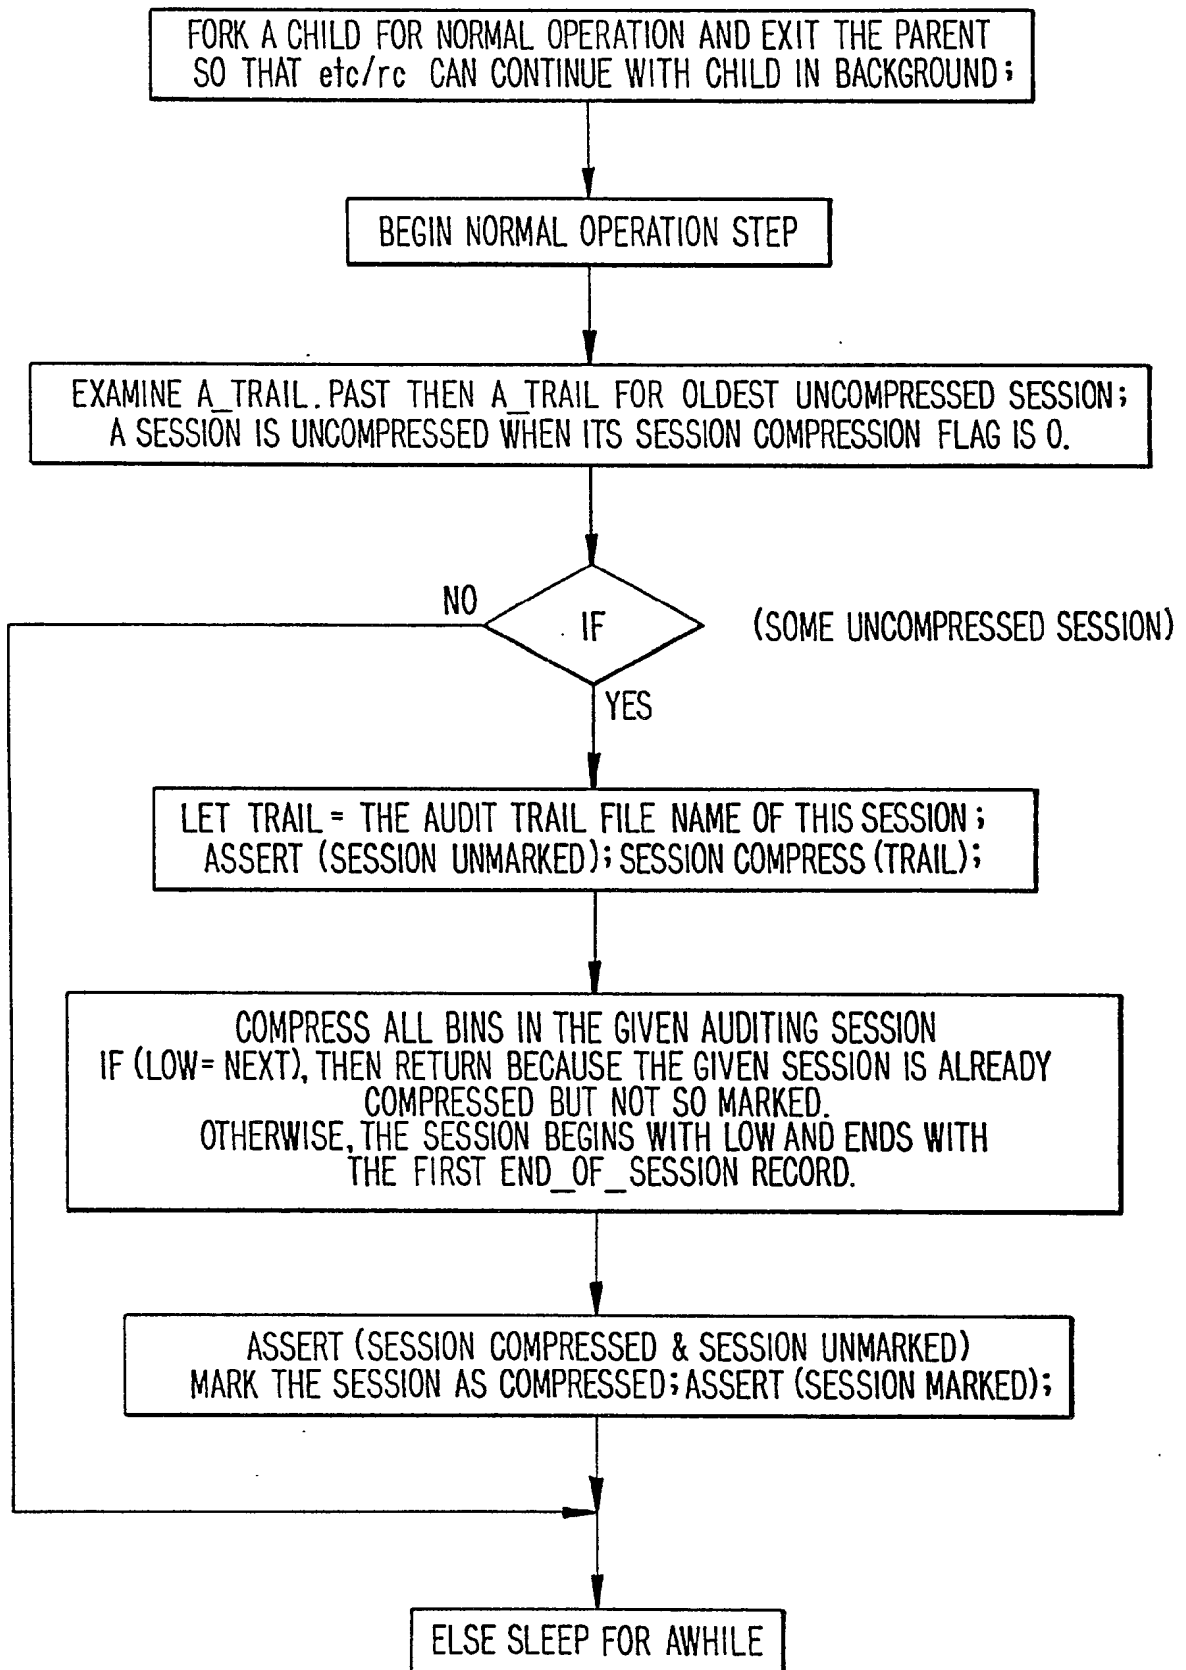 FORK A CHILD FOR NORMAL OPERATION AND EXIT THE PARENT
SO THAT etc/rc CAN CONTINUE WITH CHILD IN BACKGROUND;
BEGIN NORMAL OPERATION STEP
EXAMINE A_TRAIL.PAST THEN A_TRAIL FOR OLDEST UNCOMPRESSED SESSION;
A SESSION IS UNCOMPRESSED WHEN ITS SESSION COMPRESSION FLAG IS 0.
NO
IF
(SOME UNCOMPRESSED SESSION)
YES
LET TRAIL = THE AUDIT TRAIL FILE NAME OF THIS SESSION;
ASSERT (SESSION UNMARKED); SESSION COMPRESS (TRAIL);
COMPRESS ALL BINS IN THE GIVEN AUDITING SESSION
IF (LOW= NEXT), THEN RETURN BECAUSE THE GIVEN SESSION IS ALREADY
COMPRESSED BUT NOT SO MARKED.
OTHERWISE, THE SESSION BEGINS WITH LOW AND ENDS WITH
THE FIRST END_OF_SESSION RECORD.
ASSERT (SESSION COMPRESSED & SESSION UNMARKED)
MARK THE SESSION AS COMPRESSED; ASSERT (SESSION MARKED);
ELSE SLEEP FOR AWHILE